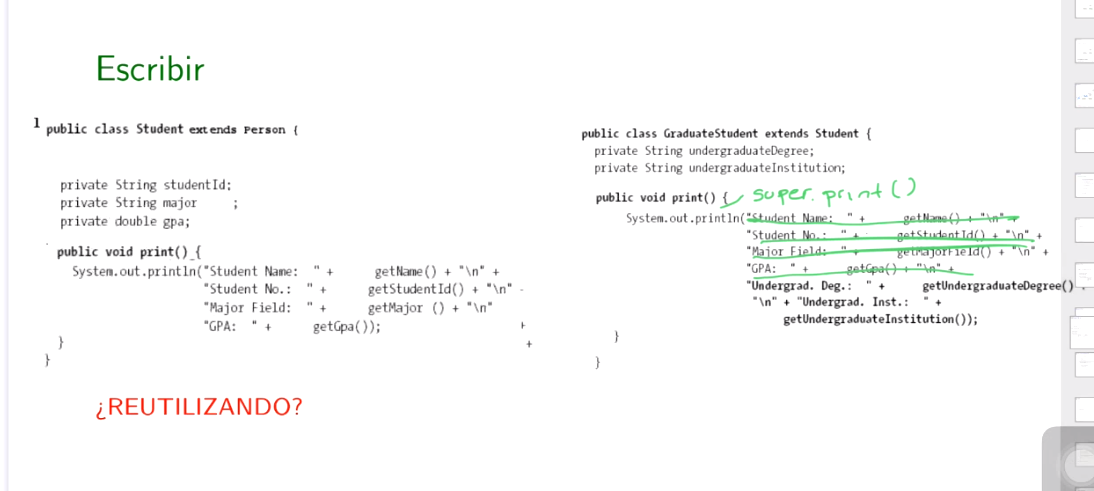 Escribir
1
public class Student extends Person {
private String studentId;
private String major ;
private double gpa;
public void print() {
System.out.println("Student Name: " + getName() + "\n" +
"Student No.: " + getStudentId() + "\n" -
"Major Field: " + getMajor () + "\n"
"GPA: " + getGpa());
+
+
}
}
¿REUTILIZANDO?
public class GraduateStudent extends Student {
private String undergraduateDegree;
private String undergraduateInstitution;
public void print() { super.print()
System.out.println("Student Name: " + getName() + "\n" +
"Student No.: " + getStudentId() + "\n" +
"Major Field: " + getMajorField() + "\n" +
"GPA: " + getGpa() + "\n" +
"Undergrad. Deg.: " + getUndergraduateDegree() +
"\n" + "Undergrad. Inst.: " +
getUndergraduateInstitution());
}
}